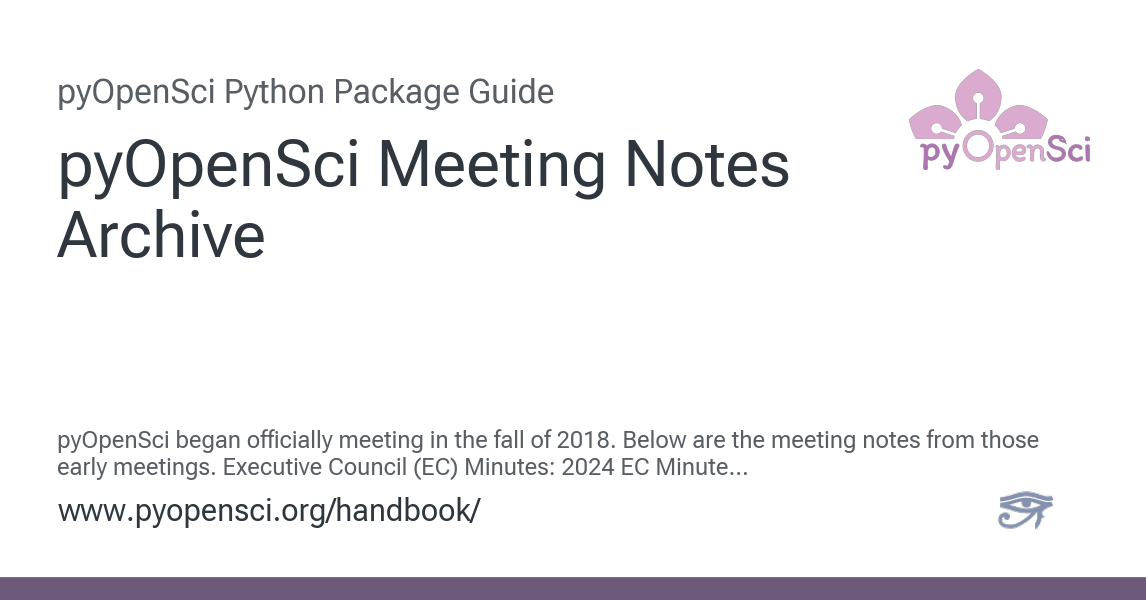 pyOpenSci Python Package Guide
pyOpenSci Meeting Notes
Archive
pyOpenSci
pyOpenSci began officially meeting in the fall of 2018. Below are the meeting notes from those
early meetings. Executive Council (EC) Minutes: 2024 EC Minute...
www.pyopensci.org/handbook/